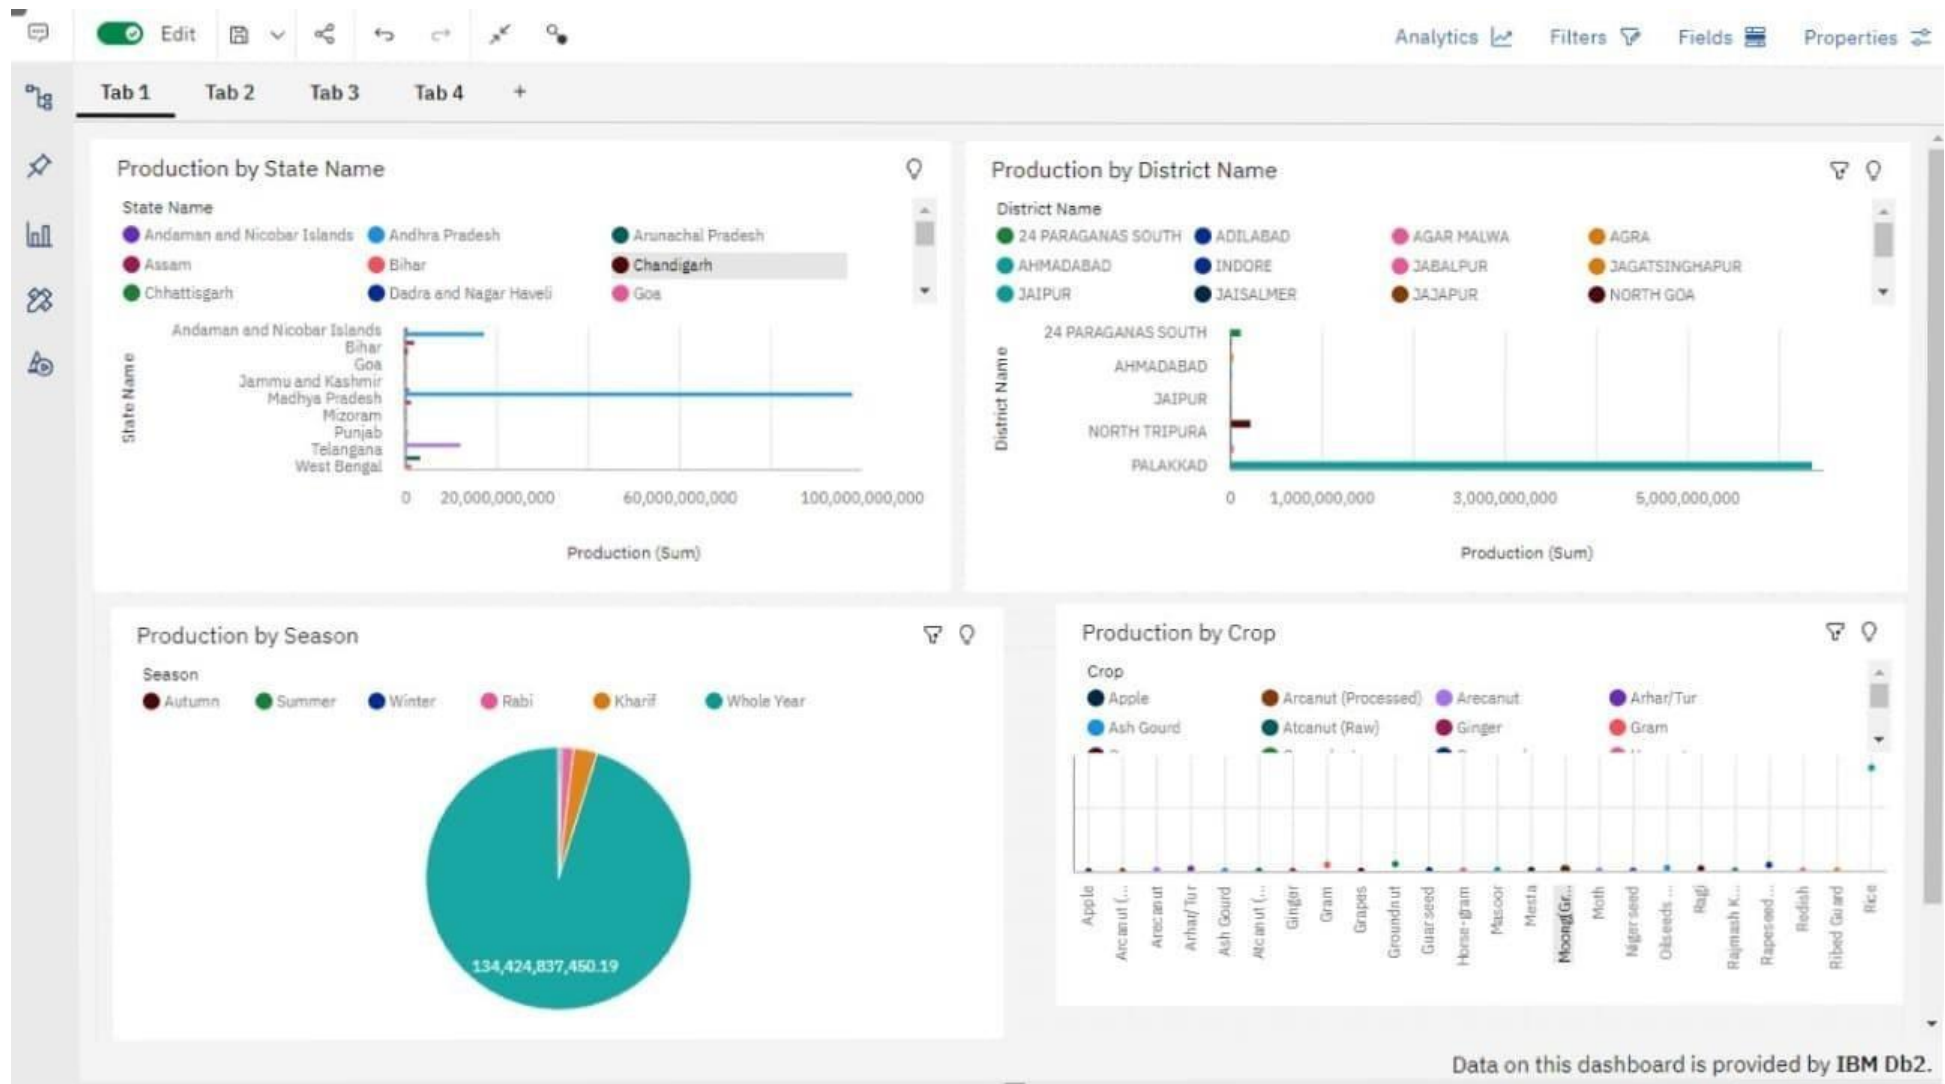 Edit
Analytics Filters Fields Properties
Tab 1 Tab 2 Tab 3 Tab 4 +
Production by State Name
State Name
Andaman and Nicobar Islands Andhra Pradesh Arunachal Pradesh
Assam Bihar Chandigarh
Chhattisgarh Dadra and Nagar Haveli Goa
State Name
Andaman and Nicobar Islands
Bihar
Goa
Jammu and Kashmir
Madhya Pradesh
Mizoram
Punjab
Telangana
West Bengal
0 20,000,000,000 60,000,000,000 100,000,000,000
Production (Sum)
Production by District Name
District Name
24 PARAGANAS SOUTH ADILABAD AGAR MALWA AGRA
AHMADABAD INDORE JABALPUR JAGATSINGHAPUR
JAIPUR JAISALMER JAJAPUR NORTH GOA
District Name
24 PARAGANAS SOUTH
AHMADABAD
JAIPUR
NORTH TRIPURA
PALAKKAD
0 1,000,000,000 3,000,000,000 5,000,000,000
Production (Sum)
Production by Season
Season
Autumn Summer Winter Rabi Kharif Whole Year
134,424,837,450.19
Production by Crop
Crop
Apple Arcanut (Processed) Arecanut Arhar/Tur
Ash Gourd Atcanut (Raw) Ginger Gram
Apple
Arcanut (...
Arecanut
Arhar/Tur
Ash Gourd
Atcanut (...
Ginger
Gram
Grapes
Groundnut
Guar seed
Horse-gram
Masoor
Mesta
Moong(Gr...
Moth
Niger seed
Oilseeds ...
Ragi
Rajmash K...
Rapeseed...
Redish
Ribed Guard
Rice
Data on this dashboard is provided by IBM Db2.